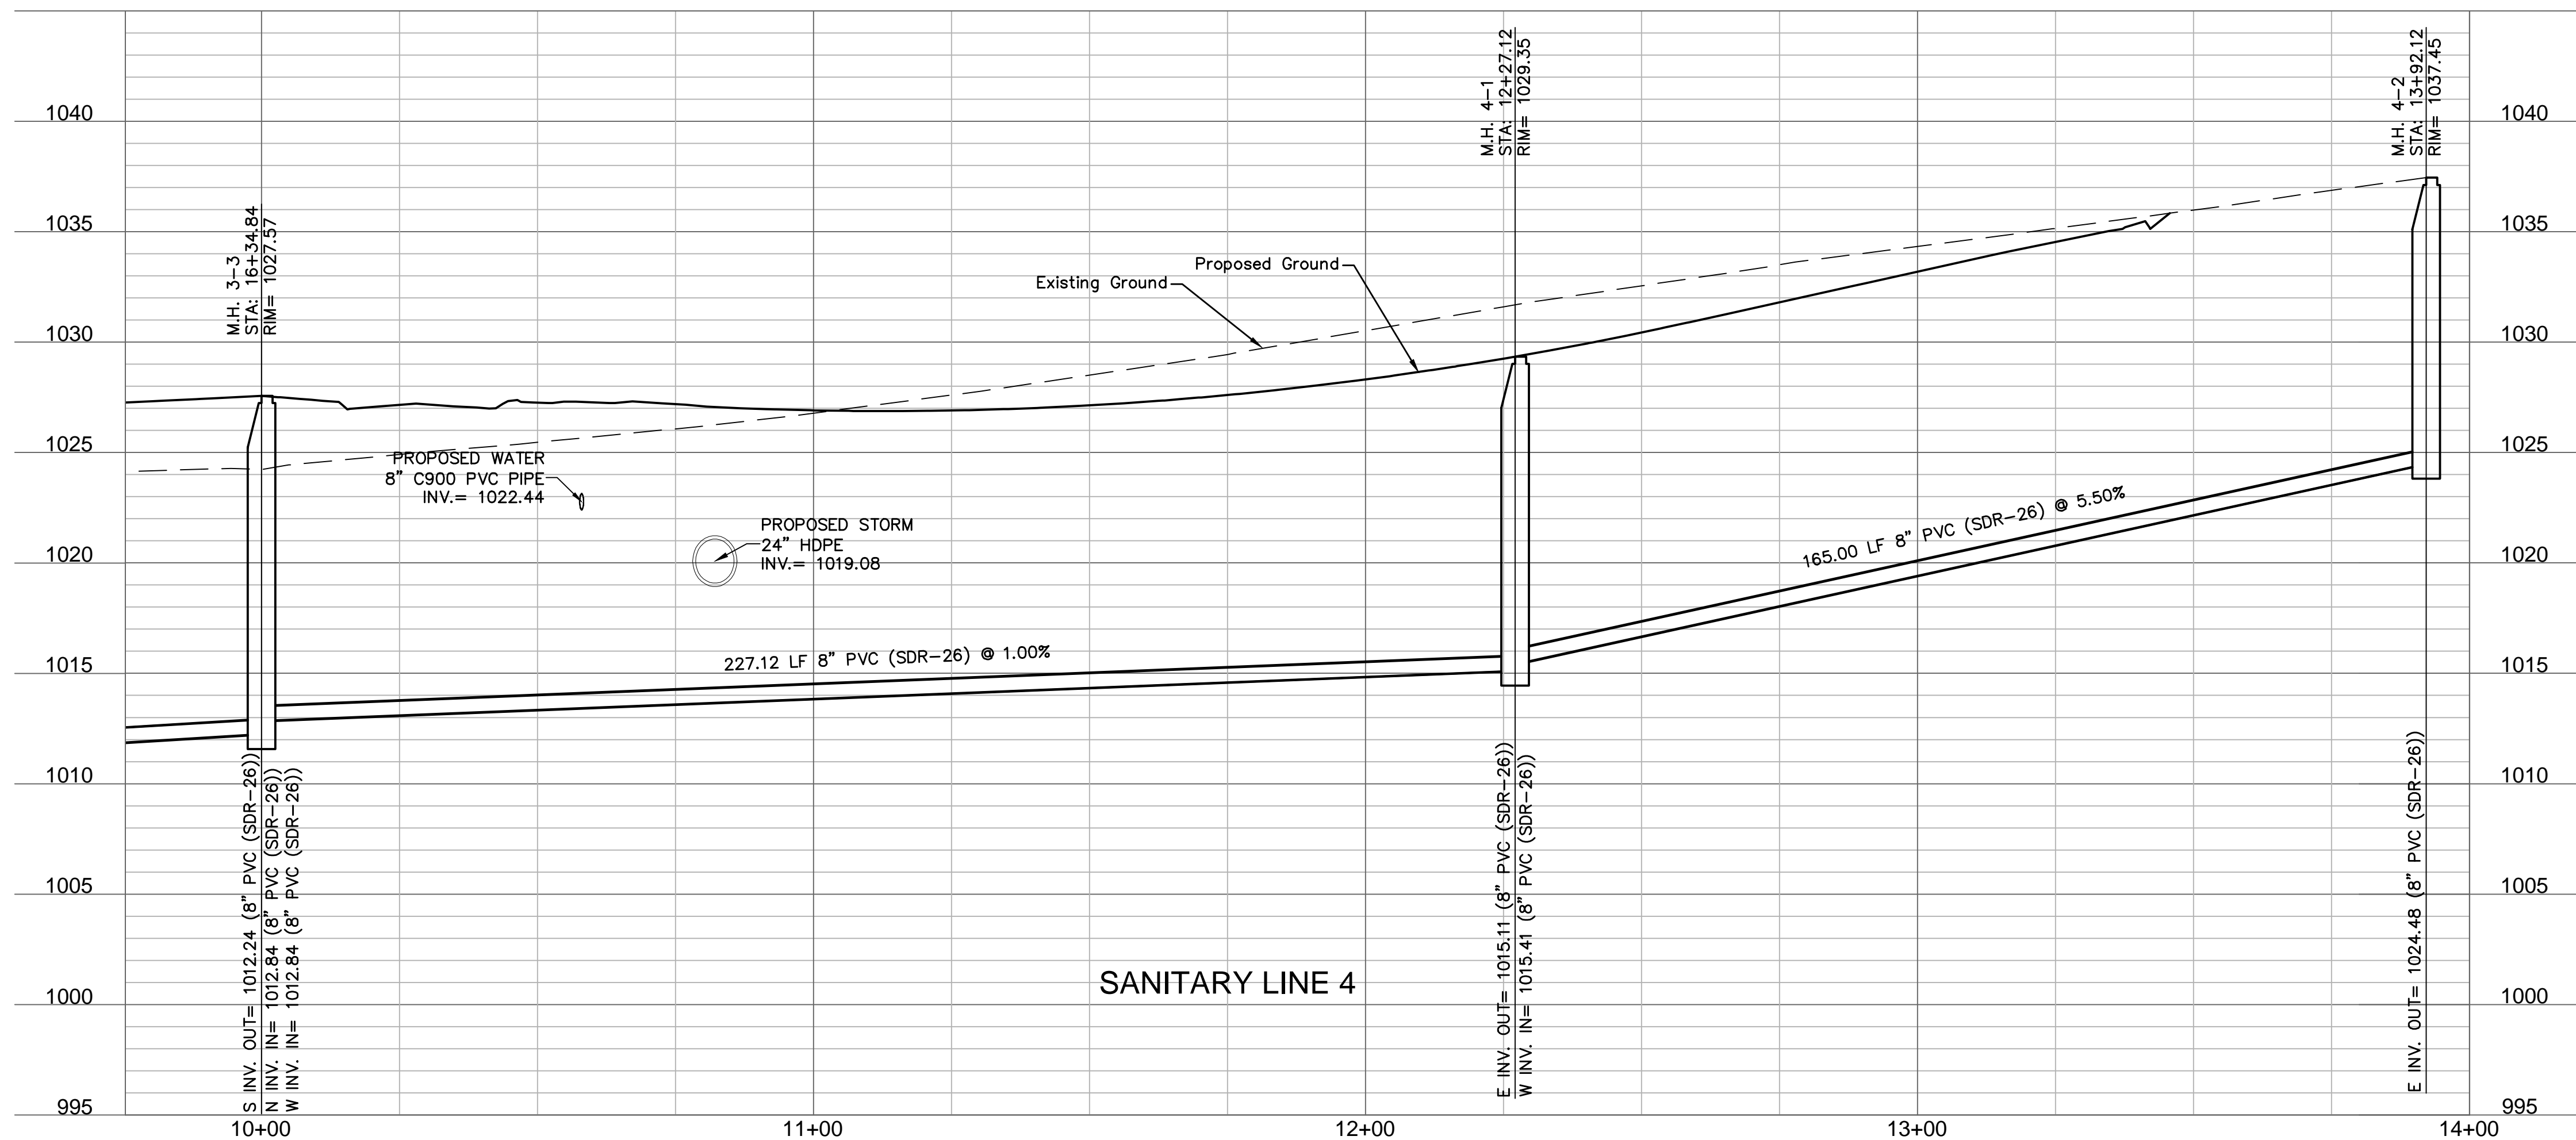 M.H. 3-3
STA: 16+34.84
RIM= 1027.57
M.H. 4-1
STA: 12+27.12
RIM= 1029.35
M.H. 4-2
STA: 13+92.12
RIM= 1037.45
1040
1035
1030
1025
1020
1015
1010
1005
1000
995
1040
1035
1030
1025
1020
1015
1010
1005
1000
995
Existing Ground
Proposed Ground
PROPOSED WATER
8" C900 PVC PIPE
INV.= 1022.44
PROPOSED STORM
24" HDPE
INV.= 1019.08
227.12 LF 8" PVC (SDR-26) @ 1.00%
165.00 LF 8" PVC (SDR-26) @ 5.50%
S INV. OUT= 1012.24 (8" PVC (SDR-26))
N INV. IN= 1012.84 (8" PVC (SDR-26))
W INV. IN= 1012.84 (8" PVC (SDR-26))
E INV. OUT= 1015.11 (8" PVC (SDR-26))
W INV. IN= 1015.41 (8" PVC (SDR-26))
E INV. OUT= 1024.48 (8" PVC (SDR-26))
SANITARY LINE 4
10+00
11+00
12+00
13+00
14+00